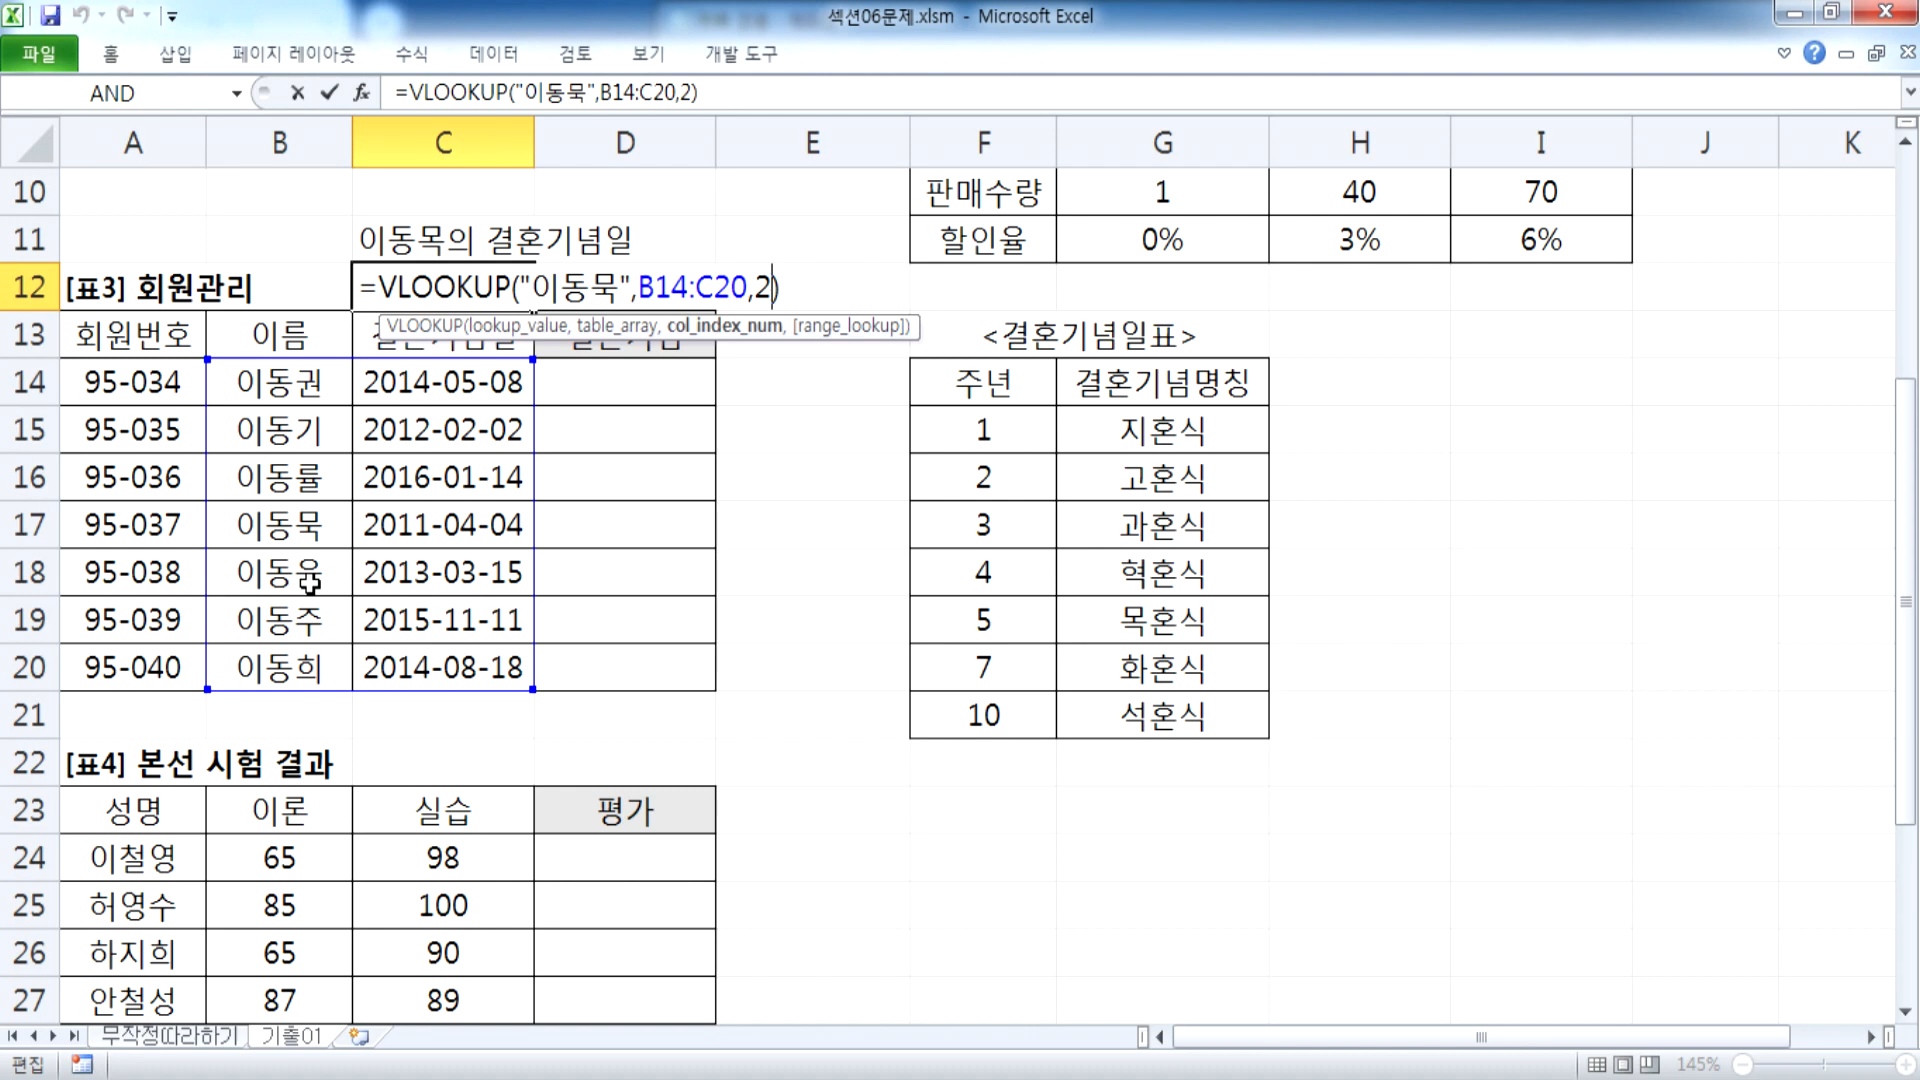 섹션06문제.xlsm - Microsoft Excel
파일 홈 삽입 페이지 레이아웃 수식 데이터 검토 보기 개발 도구
AND =VLOOKUP("이동묵",B14:C20,2)
A B C D E F G H I J K
10 판매수량 1 40 70
11 이동목의 결혼기념일 할인율 0% 3% 6%
12 [표3] 회원관리 =VLOOKUP("이동묵",B14:C20,2)
VLOOKUP(lookup_value, table_array, col_index_num, [range_lookup])
13 회원번호 이름 <결혼기념일표>
14 95-034 이동권 2014-05-08 주년 결혼기념명칭
15 95-035 이동기 2012-02-02 1 지혼식
16 95-036 이동률 2016-01-14 2 고혼식
17 95-037 이동묵 2011-04-04 3 과혼식
18 95-038 이동윤 2013-03-15 4 혁혼식
19 95-039 이동주 2015-11-11 5 목혼식
20 95-040 이동희 2014-08-18 7 화혼식
21 10 석혼식
22 [표4] 본선 시험 결과
23 성명 이론 실습 평가
24 이철영 65 98
25 허영수 85 100
26 하지희 65 90
27 안철성 87 89
무작정따라하기 기출01
편집 145%